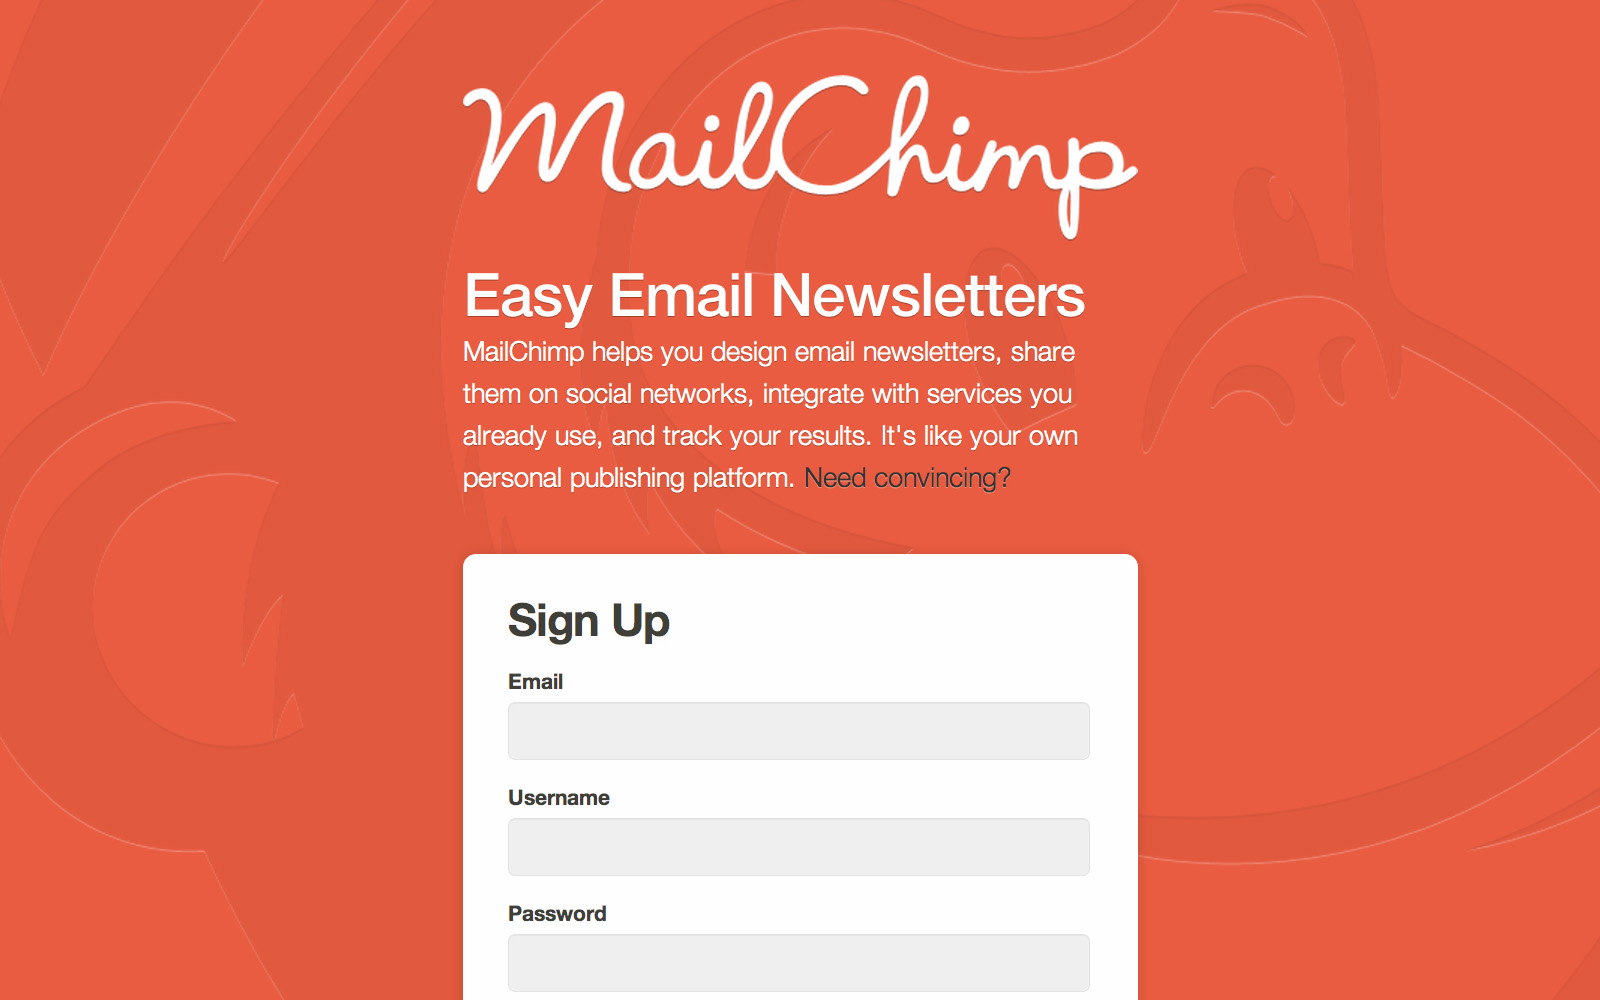 MailChimp
Easy Email Newsletters
MailChimp helps you design email newsletters, share
them on social networks, integrate with services you
already use, and track your results. It's like your own
personal publishing platform. Need convincing?
Sign Up
Email
Username
Password